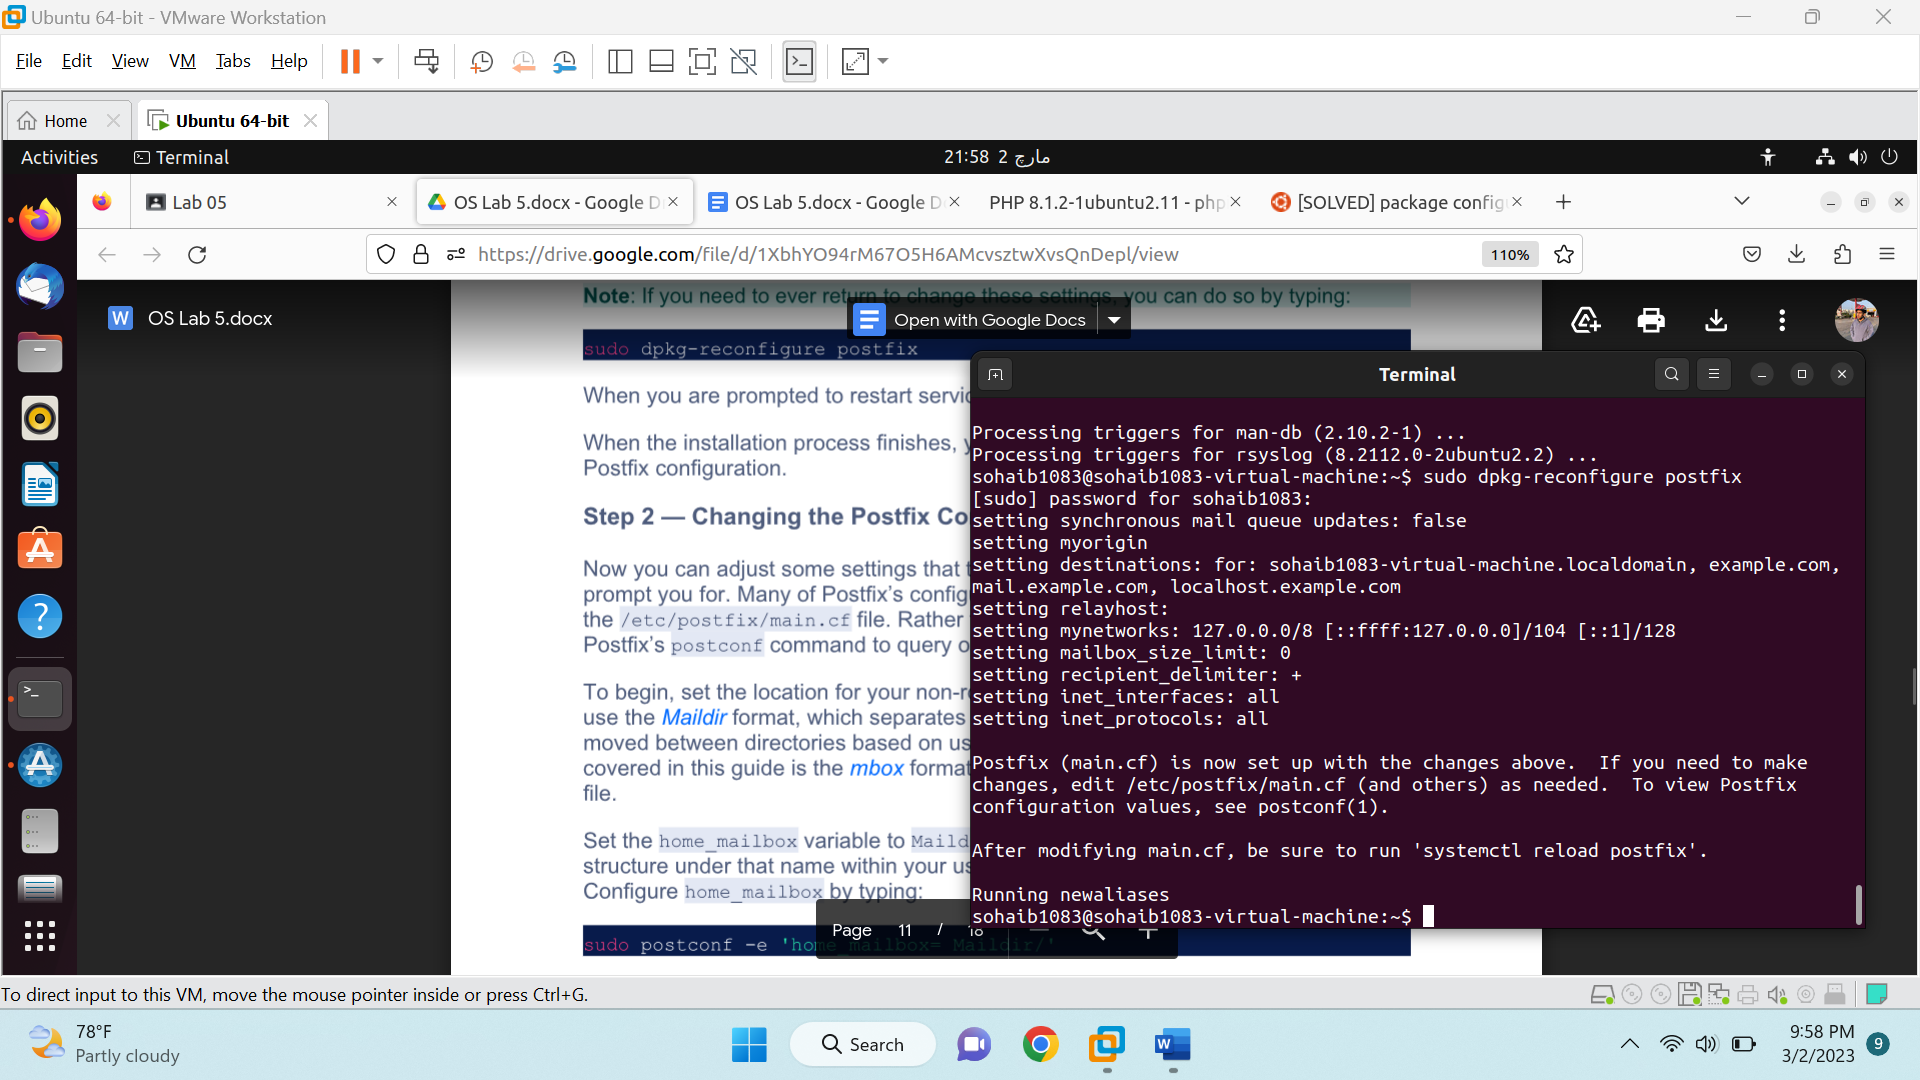 Ubuntu 64-bit - VMware Workstation
File Edit View VM Tabs Help
Home
Ubuntu 64-bit
Activities
Terminal
21:58 2 مارچ
Lab 05
OS Lab 5.docx - Google D
OS Lab 5.docx - Google D
PHP 8.1.2-1ubuntu2.11 - php
[SOLVED] package config
https://drive.google.com/file/d/1XbhYO94rM67O5H6AMcvsztwXvsQnDepl/view
110%
W OS Lab 5.docx
Note: If you need to ever return to change these settings, you can do so by typing:
Open with Google Docs
sudo dpkg-reconfigure postfix
When you are prompted to restart servic
When the installation process finishes, y
Postfix configuration.
Step 2 — Changing the Postfix Co
Now you can adjust some settings that t
prompt you for. Many of Postfix's config
the /etc/postfix/main.cf file. Rather
Postfix's postconf command to query o
To begin, set the location for your non-r
use the Maildir format, which separates
moved between directories based on us
covered in this guide is the mbox format
file.
Set the home_mailbox variable to Maild
structure under that name within your us
Configure home_mailbox by typing:
sudo postconf -e 'home_mailbox= Maildir/'
Page 11 / 18
Terminal
Processing triggers for man-db (2.10.2-1) ...
Processing triggers for rsyslog (8.2112.0-2ubuntu2.2) ...
sohaib1083@sohaib1083-virtual-machine:~$ sudo dpkg-reconfigure postfix
[sudo] password for sohaib1083:
setting synchronous mail queue updates: false
setting myorigin
setting destinations: for: sohaib1083-virtual-machine.localdomain, example.com,
mail.example.com, localhost.example.com
setting relayhost:
setting mynetworks: 127.0.0.0/8 [::ffff:127.0.0.0]/104 [::1]/128
setting mailbox_size_limit: 0
setting recipient_delimiter: +
setting inet_interfaces: all
setting inet_protocols: all
Postfix (main.cf) is now set up with the changes above.  If you need to make
changes, edit /etc/postfix/main.cf (and others) as needed.  To view Postfix
configuration values, see postconf(1).
After modifying main.cf, be sure to run 'systemctl reload postfix'.
Running newaliases
sohaib1083@sohaib1083-virtual-machine:~$
To direct input to this VM, move the mouse pointer inside or press Ctrl+G.
78°F
Partly cloudy
Search
W
9:58 PM
3/2/2023
9